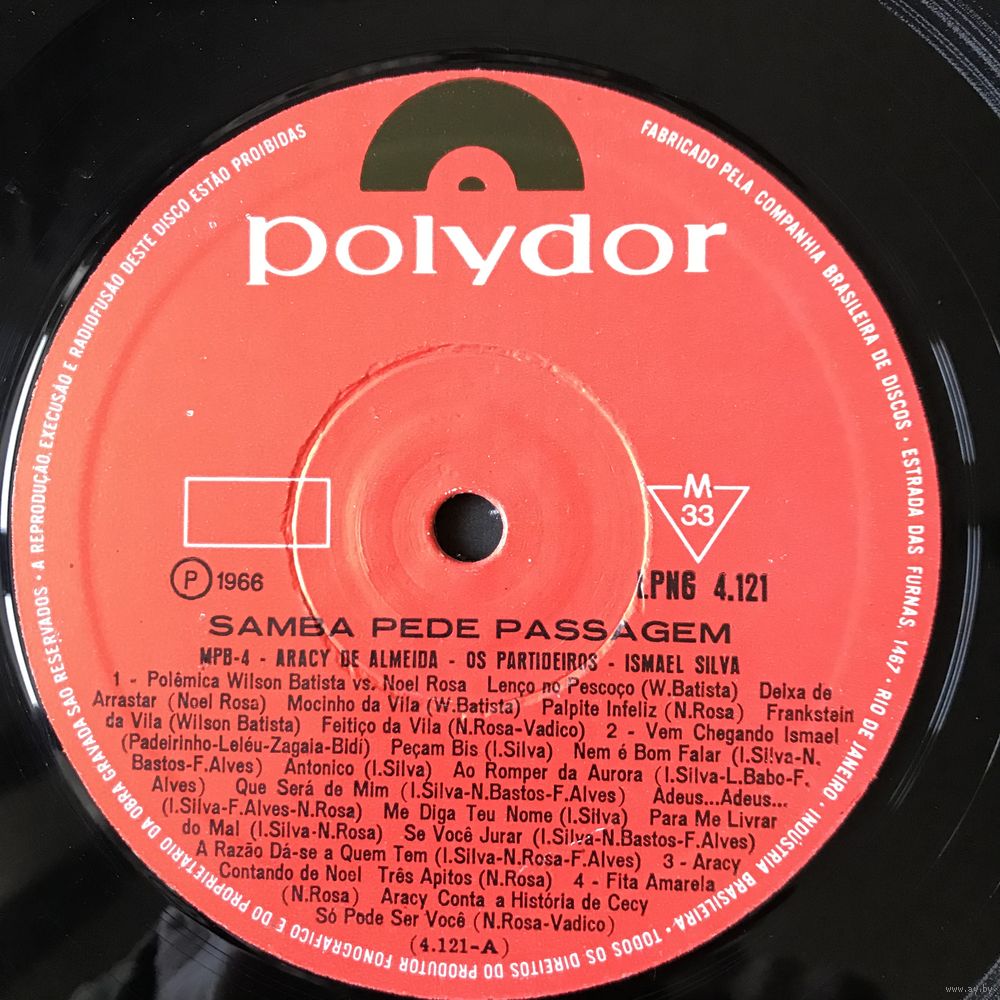 polydor
M
33
P 1966
LPNG 4.121
SAMBA PEDE PASSAGEM
MPB-4 - ARACY DE ALMEIDA - OS PARTIDEIROS - ISMAEL SILVA
1 - Polêmica Wilson Batista vs. Noel Rosa Lenço no Pescoço (W.Batista) Deixa de
Arrastar (Noel Rosa) Mocinho da Vila (W.Batista) Palpite Infeliz (N.Rosa) Frankstein
da Vila (Wilson Batista) Feitiço da Vila (N.Rosa-Vadico) 2 - Vem Chegando Ismael
(Padeirinho-Leléu-Zagaia-Bidi) Peçam Bis (I.Silva) Nem é Bom Falar (I.Silva-N.
Bastos-F.Alves) Antonico (I.Silva) Ao Romper da Aurora (I.Silva-L.Babo-F.
Alves) Que Será de Mim (I.Silva-N.Bastos-F.Alves) Adeus...Adeus...
(I.Silva-F.Alves-N.Rosa) Me Diga Teu Nome (I.Silva) Para Me Livrar
do Mal (I.Silva-N.Rosa) Se Você Jurar (I.Silva-N.Bastos-F.Alves)
A Razão Dá-se a Quem Tem (I.Silva-N.Rosa-F.Alves) 3 - Aracy
Contando de Noel Três Apitos (N.Rosa) 4 - Fita Amarela
(N.Rosa) Aracy Conta a História de Cecy
Só Pode Ser Você (N.Rosa-Vadico)
(4.121-A)
FABRICADO PELA COMPANHIA BRASILEIRA DE DISCOS • ESTRADA DAS FURNAS, 1467 • RIO DE JANEIRO • INDÚSTRIA BRASILEIRA • TODOS OS DIREITOS DO PRODUTOR FONOGRÁFICO E DO PROPRIETÁRIO DA OBRA GRAVADA SÃO RESERVADOS • A REPRODUÇÃO, EXECUSÃO E RADIOFUSÃO DESTE DISCO ESTÃO PROIBIDAS
www.ay.by